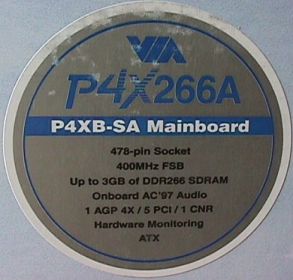 VIA
P4X266A
P4XB-SA Mainboard
478-pin Socket
400MHz FSB
Up to 3GB of DDR266 SDRAM
Onboard AC'97 Audio
1 AGP 4X / 5 PCI / 1 CNR
Hardware Monitoring
ATX